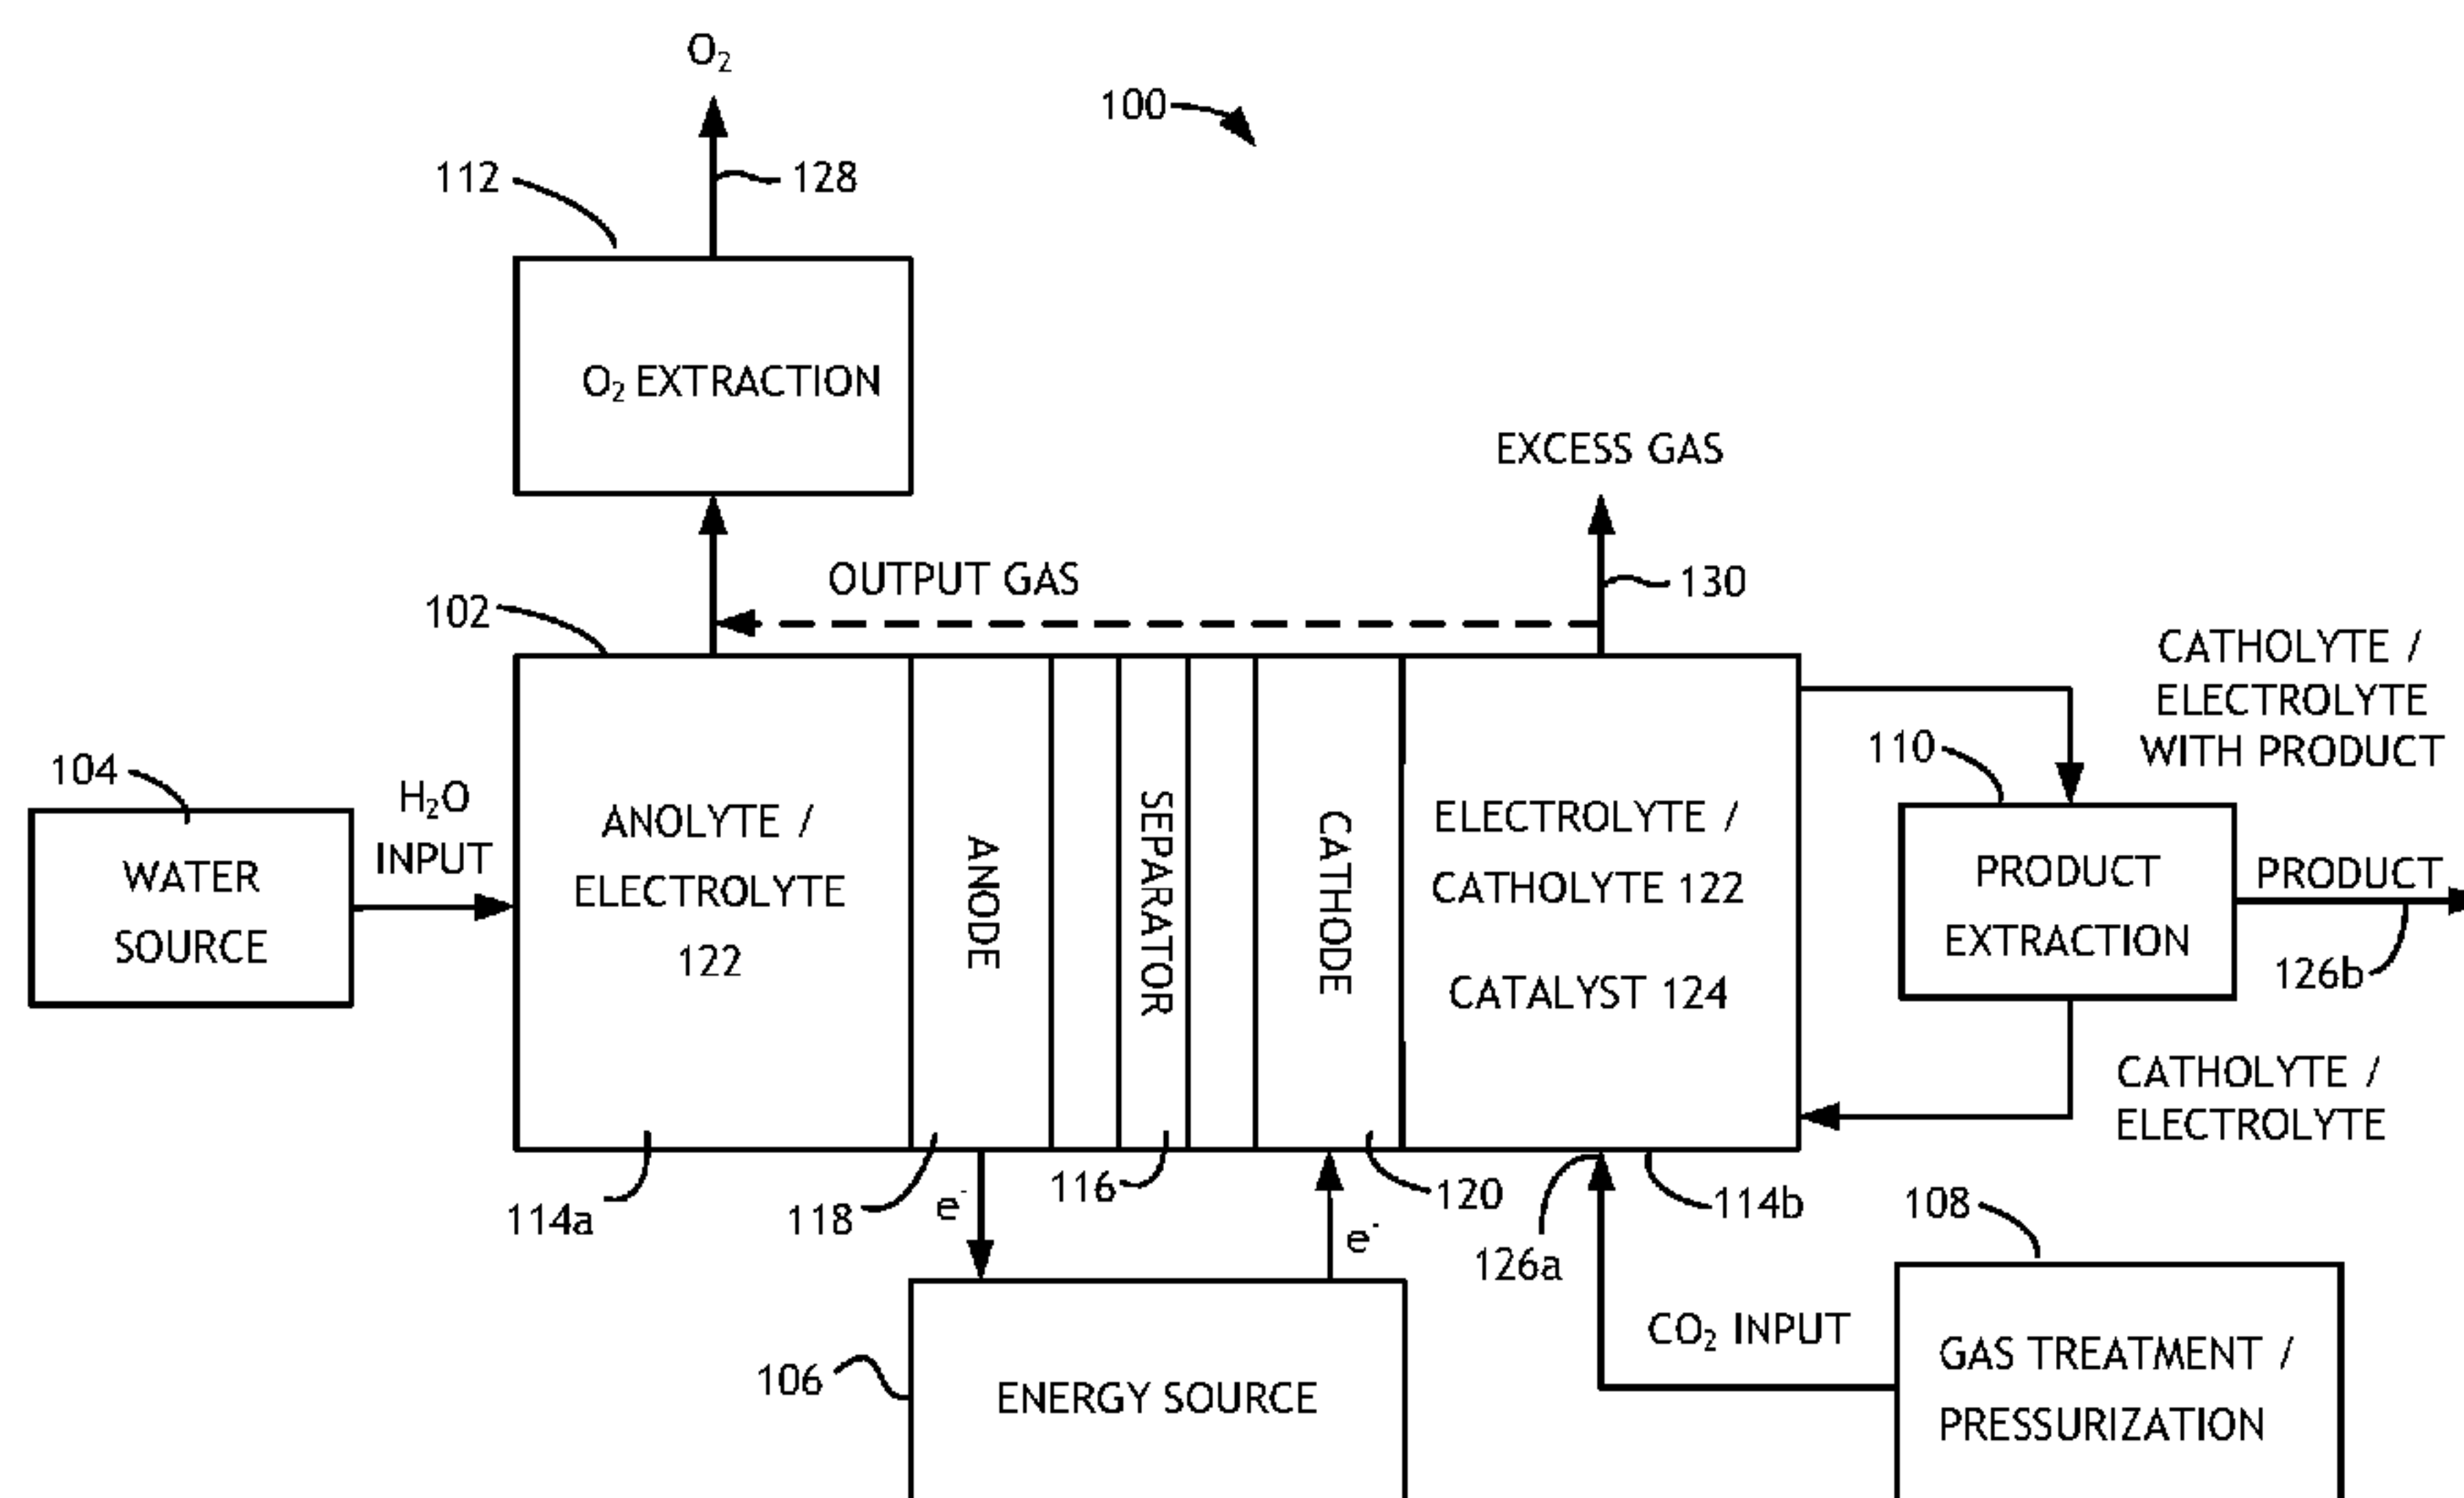 O₂
100
112
128
O₂ EXTRACTION
EXCESS GAS
OUTPUT GAS
130
102
CATHOLYTE /
ELECTROLYTE
WITH PRODUCT
104
H₂O
INPUT
110
WATER
SOURCE
ANOLYTE /
ELECTROLYTE
122
ANODE
SEPARATOR
CATHODE
ELECTROLYTE /
CATHOLYTE 122
CATALYST 124
PRODUCT
EXTRACTION
PRODUCT
126b
CATHOLYTE /
ELECTROLYTE
114a
118
e⁻
116
e⁻
120
126a
114b
108
106
ENERGY SOURCE
CO₂ INPUT
GAS TREATMENT /
PRESSURIZATION